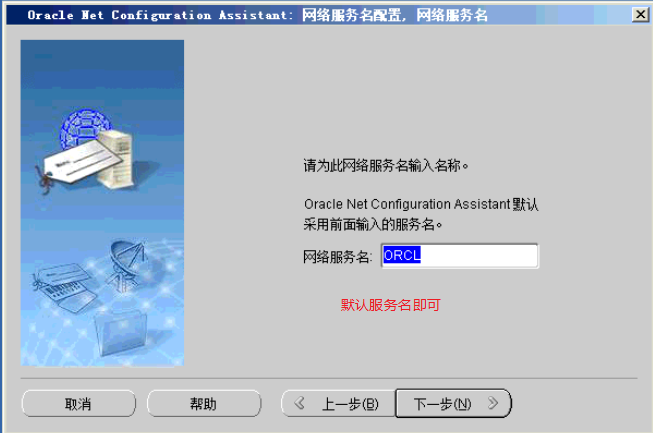 Oracle Net Configuration Assistant: 网络服务名配置, 网络服务名
请为此网络服务名输入名称。
Oracle Net Configuration Assistant 默认
采用前面输入的服务名。
网络服务名: ORCL
默认服务名即可
取消 帮助 上一步(B) 下一步(N)